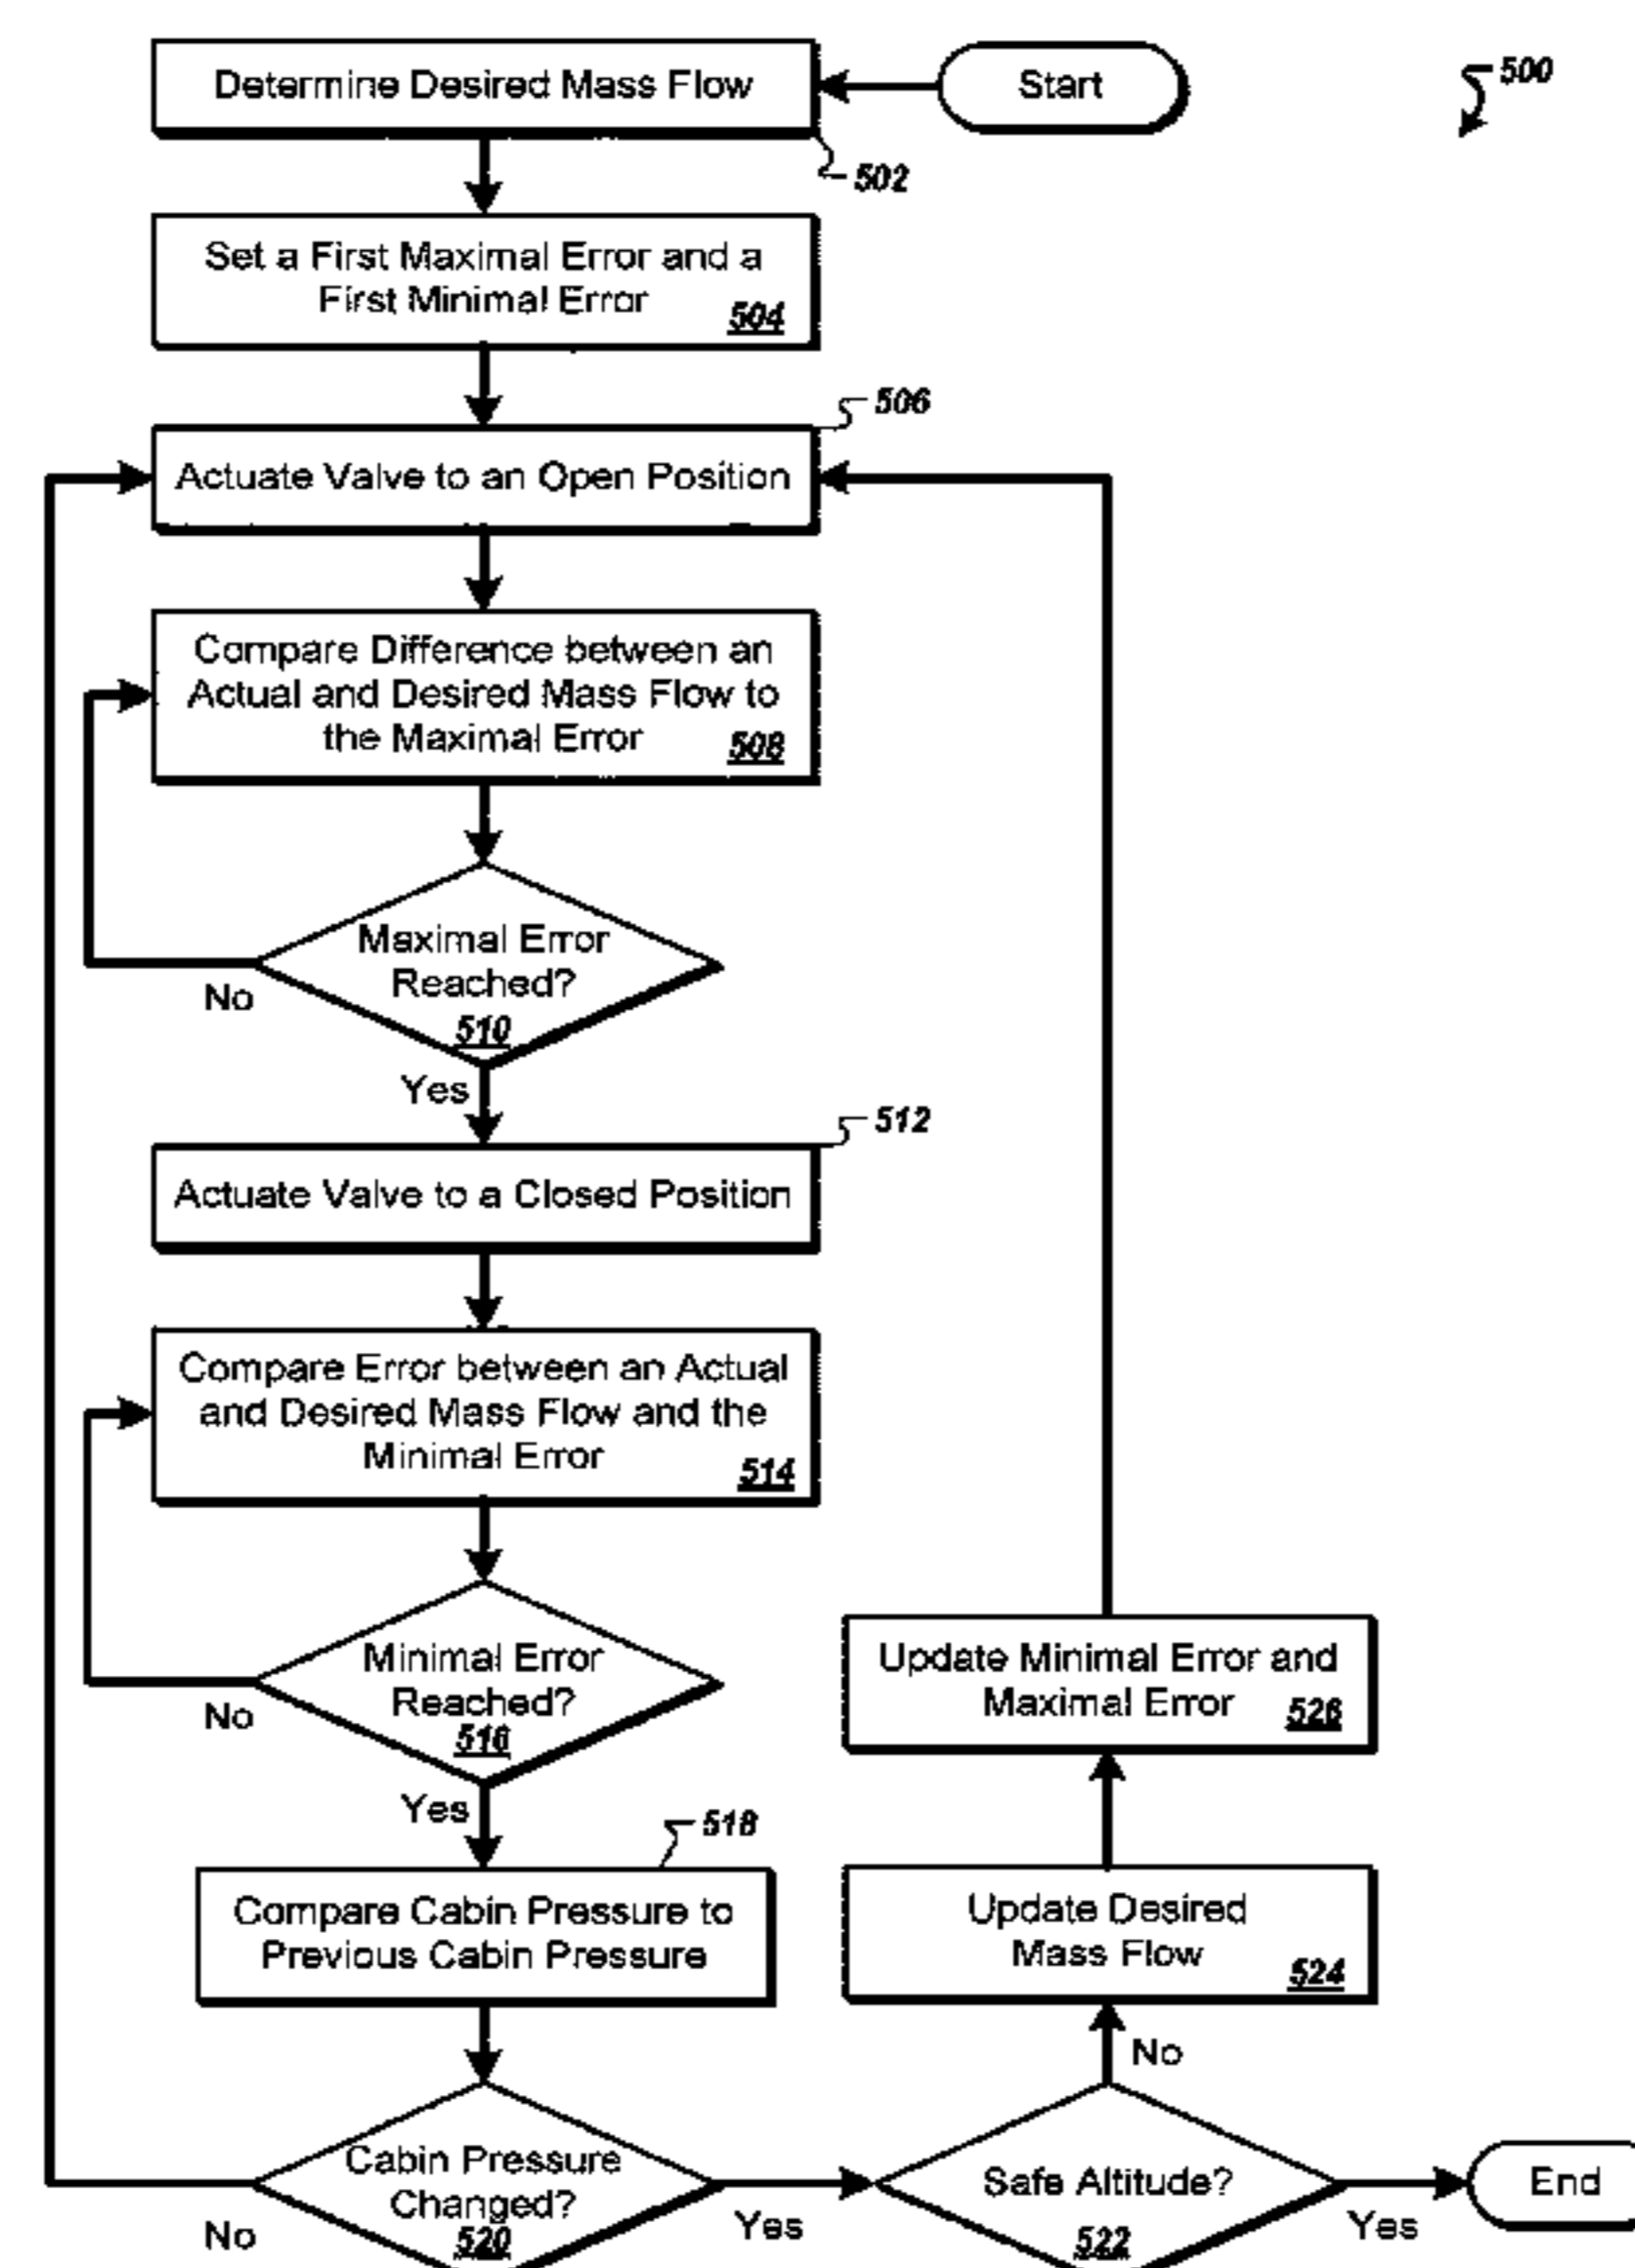 Start
500
Determine Desired Mass Flow
502
Set a First Maximal Error and a
First Minimal Error
504
506
Actuate Valve to an Open Position
Compare Difference between an
Actual and Desired Mass Flow to
the Maximal Error
508
Maximal Error
Reached?
510
No
Yes
512
Actuate Valve to a Closed Position
Compare Error between an Actual
and Desired Mass Flow and the
Minimal Error
514
Minimal Error
Reached?
516
No
Yes
518
Compare Cabin Pressure to
Previous Cabin Pressure
Cabin Pressure
Changed?
520
No
Yes
Safe Altitude?
522
Yes
End
No
Update Desired
Mass Flow
524
Update Minimal Error and
Maximal Error
526